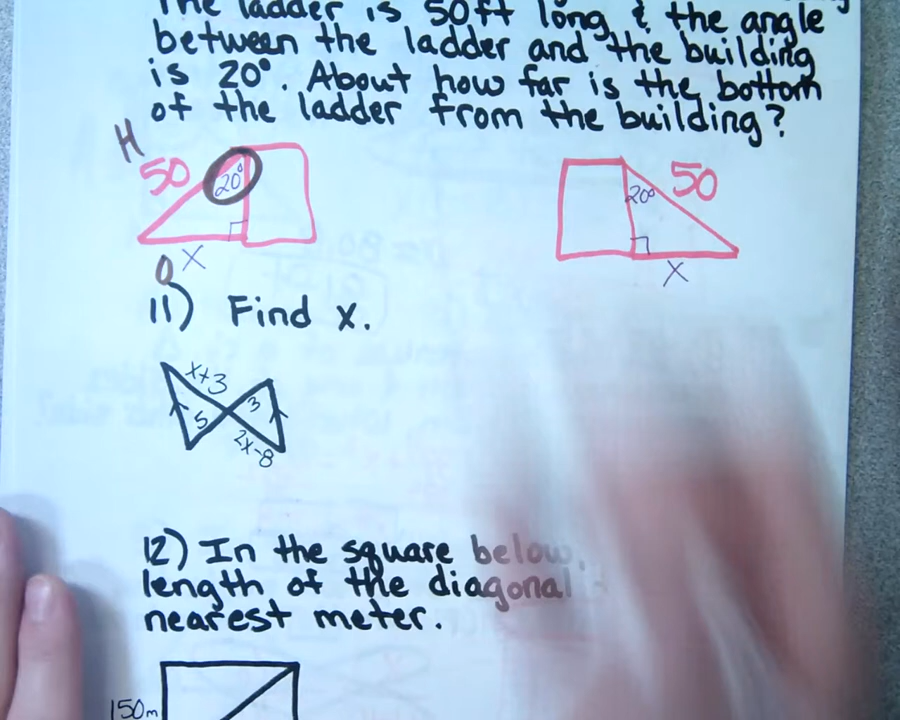 The ladder is 50ft long & the angle
between the ladder and the building
is 20°. About how far is the bottom
of the ladder from the building?
H
50 20° 20° 50
x x
O
11) Find x.
x+3
3
5
2x-8
12) In the square below,
length of the diagonal
nearest meter.
150m